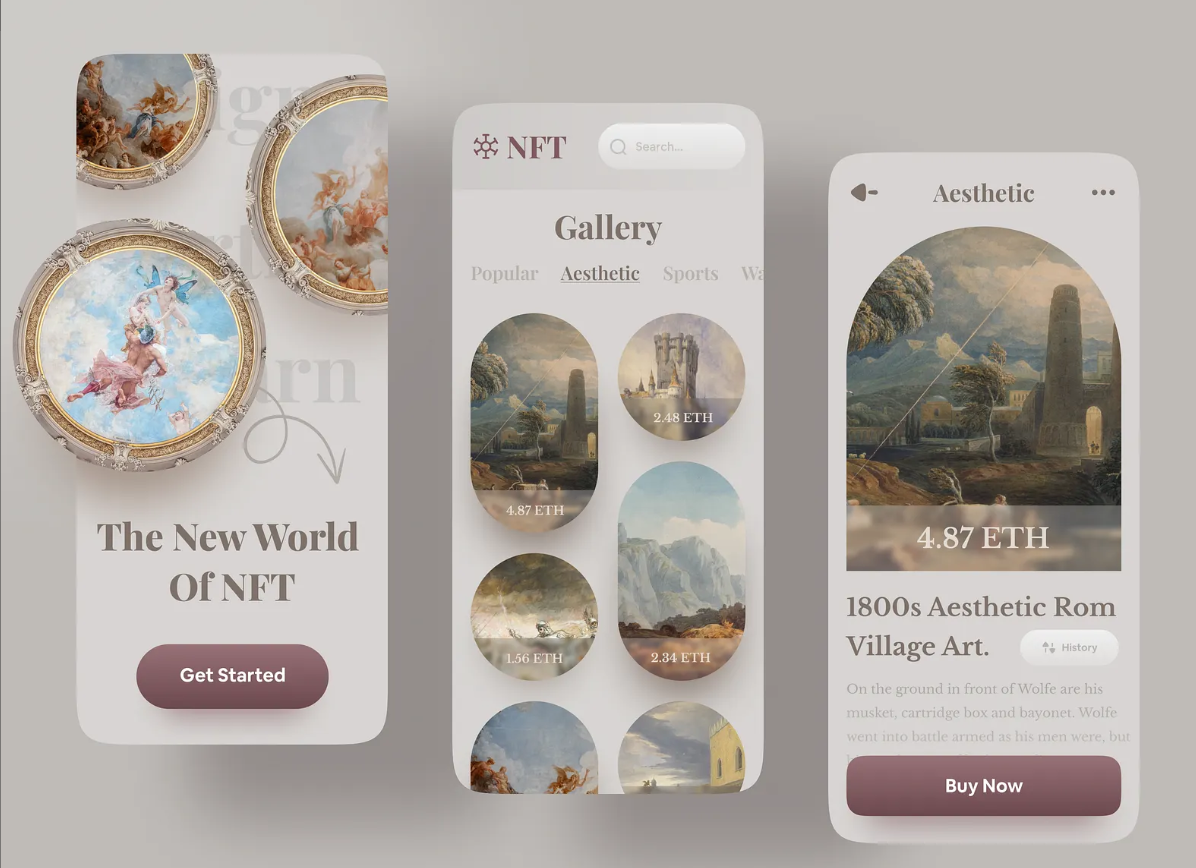 ign
rt
rn
The New World
Of NFT
Get Started
NFT
Search...
Gallery
Popular Aesthetic Sports Wa
4.87 ETH
2.48 ETH
1.56 ETH
2.34 ETH
Aesthetic
4.87 ETH
1800s Aesthetic Rom
Village Art.
History
On the ground in front of Wolfe are his
musket, cartridge box and bayonet. Wolfe
went into battle armed as his men were, but
Buy Now